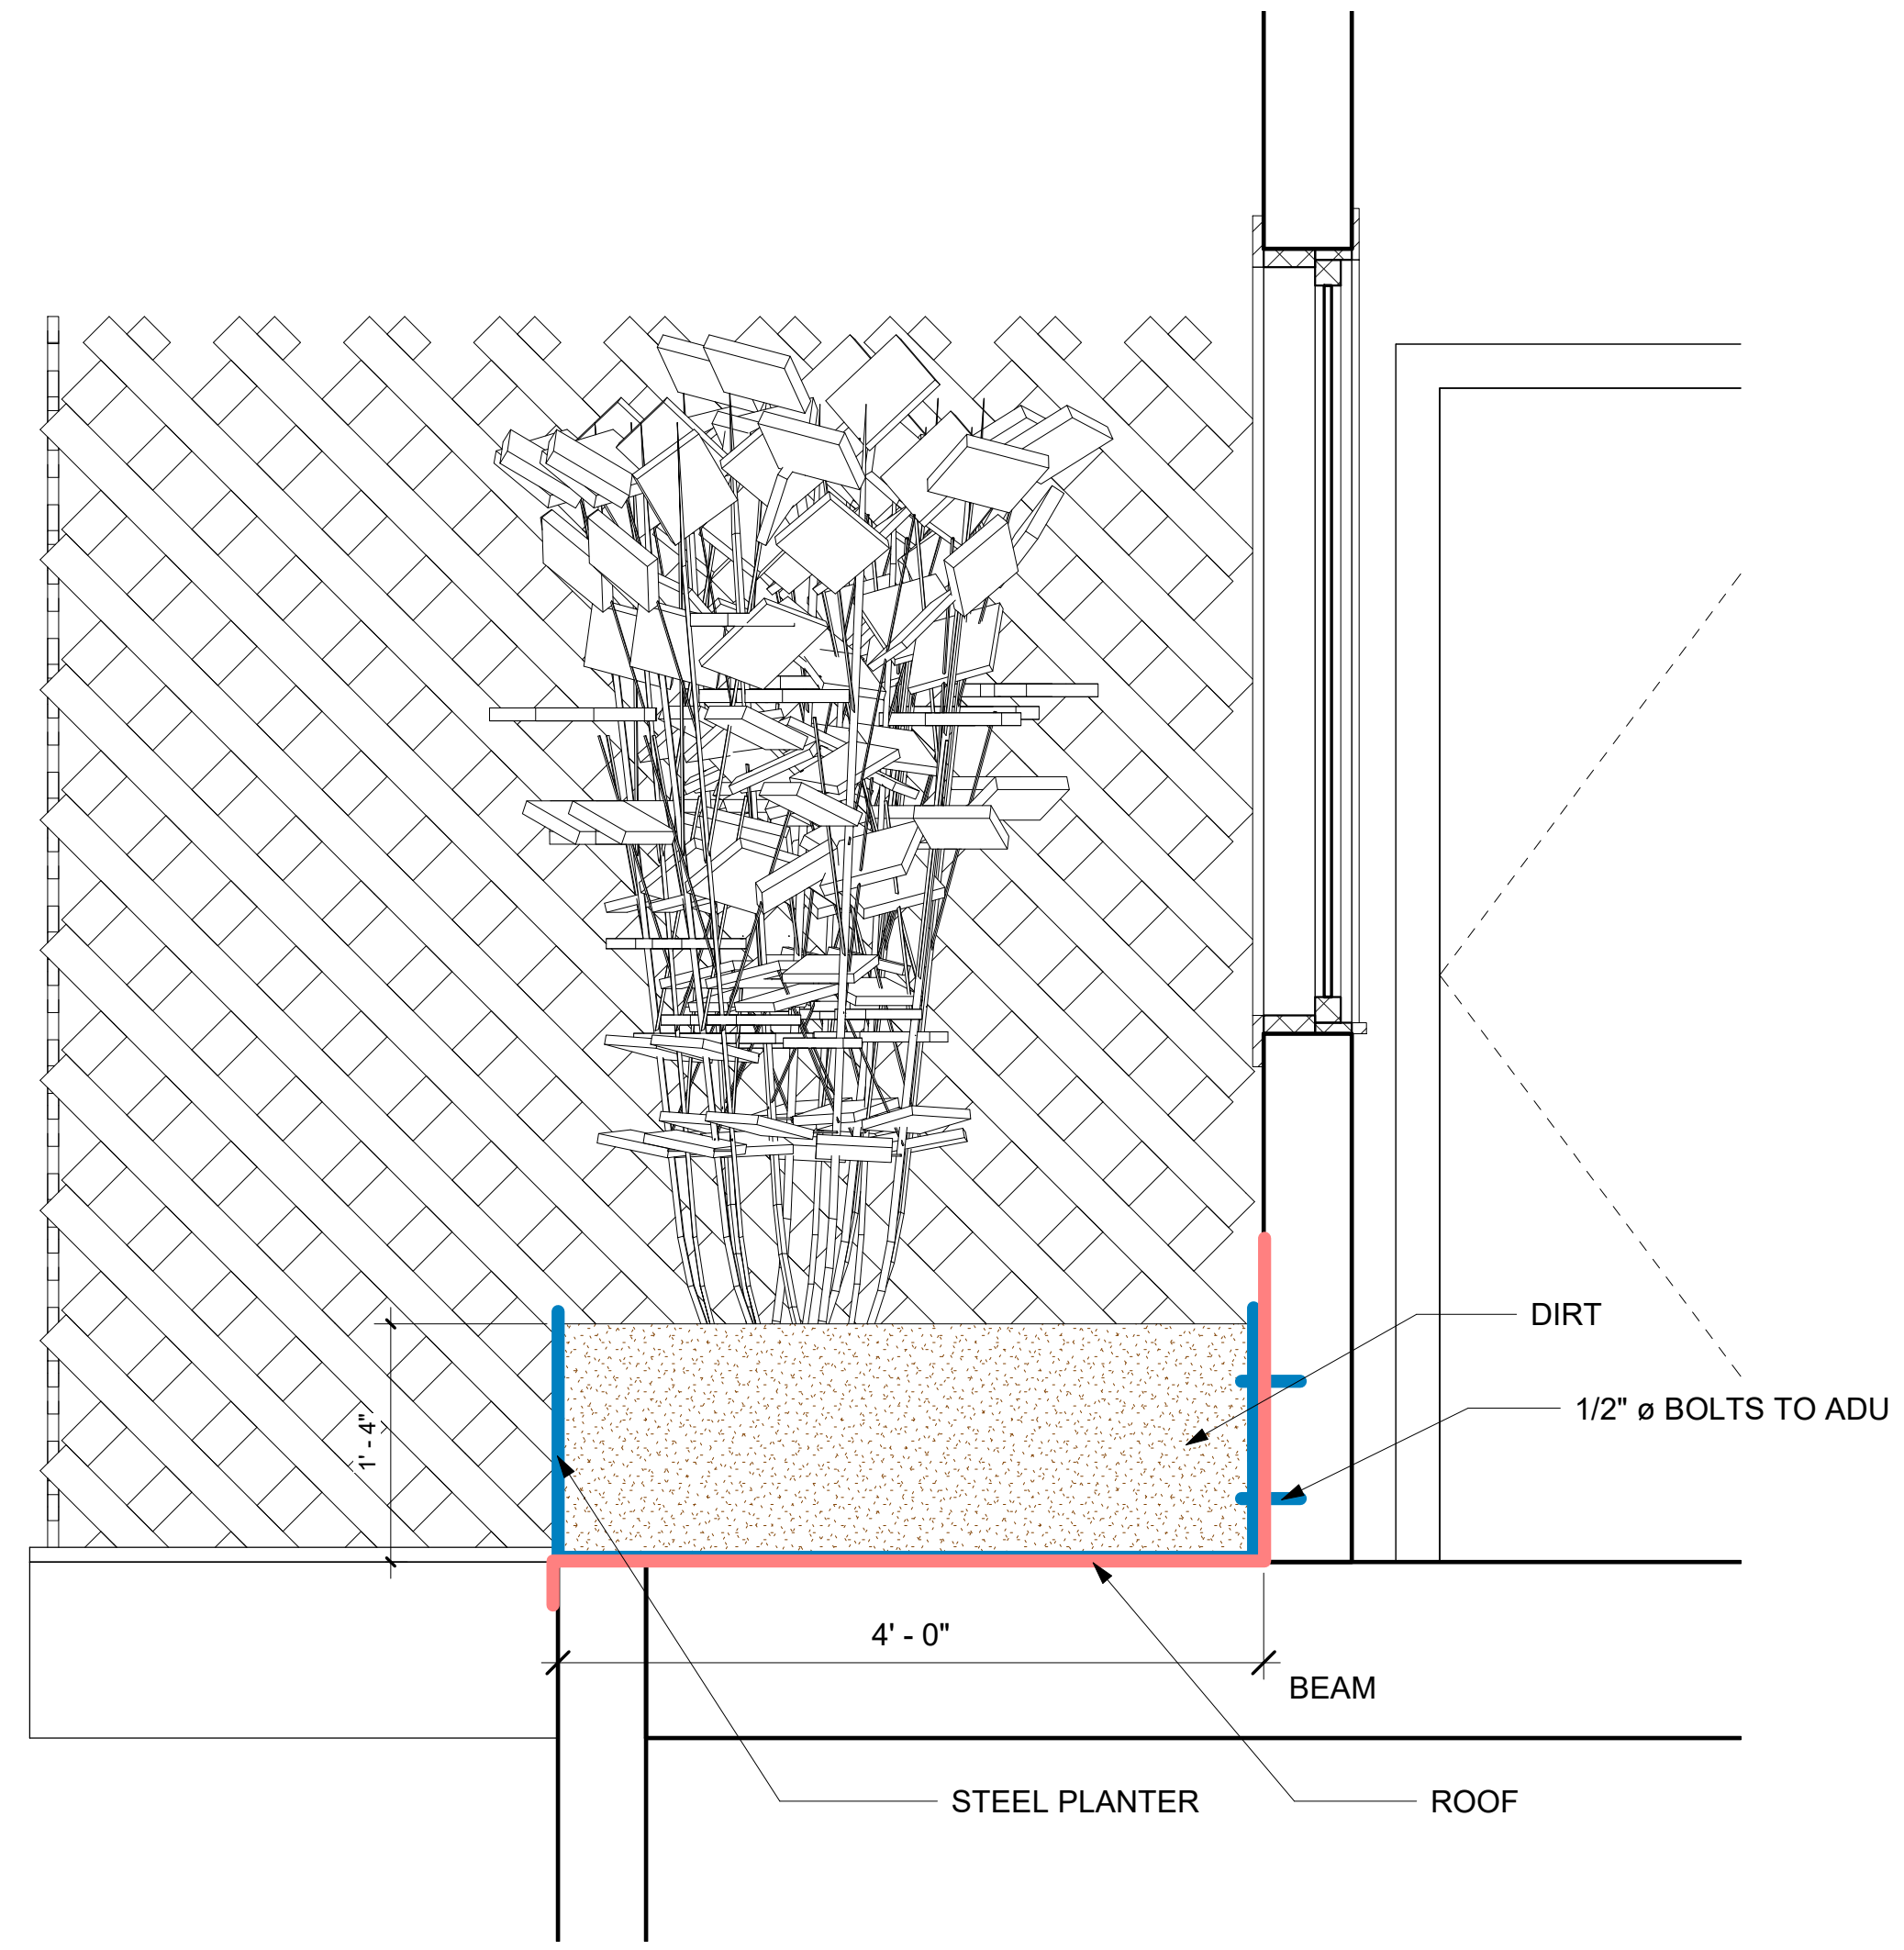 DIRT
1/2" ø BOLTS TO ADU
1' - 4"
4' - 0"
BEAM
STEEL PLANTER
ROOF